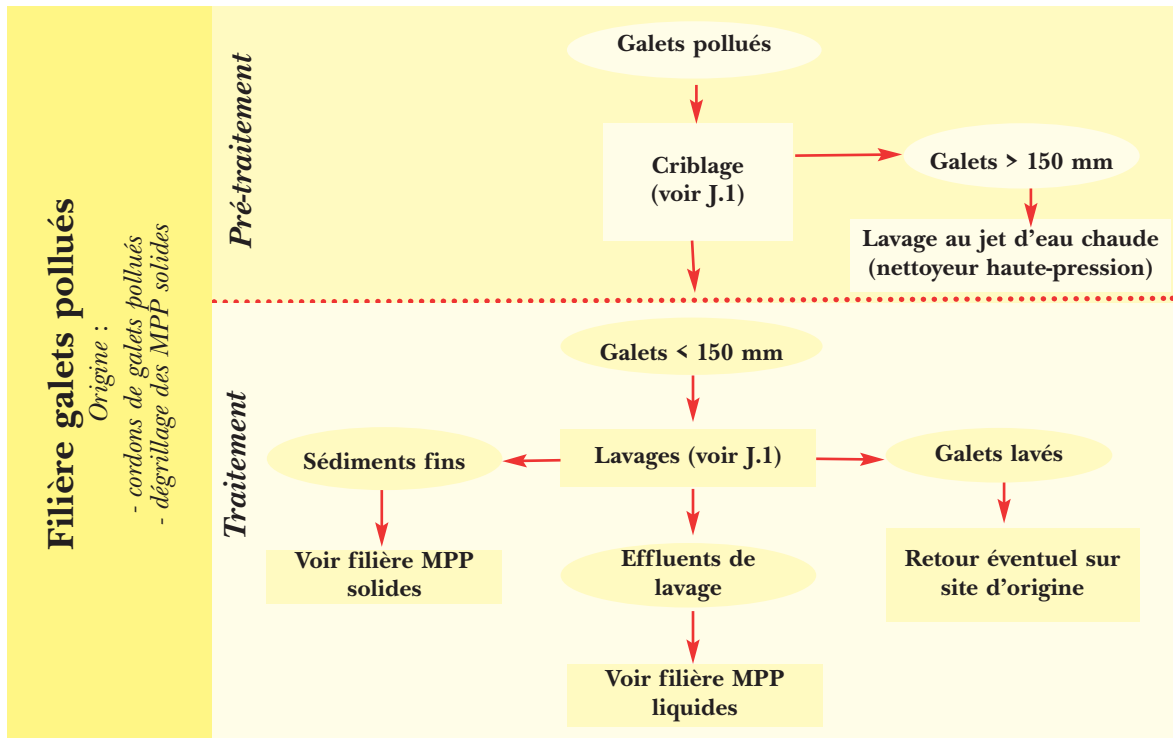 Filière galets pollués
Origine :
- cordons de galets pollués
- dégrillage des MPP solides
Pré-traitement
Galets pollués
Criblage
(voir J.1)
Galets > 150 mm
Lavage au jet d’eau chaude
(nettoyeur haute-pression)
Traitement
Galets < 150 mm
Sédiments fins
Lavages (voir J.1)
Galets lavés
Voir filière MPP
solides
Effluents de
lavage
Retour éventuel sur
site d’origine
Voir filière MPP
liquides